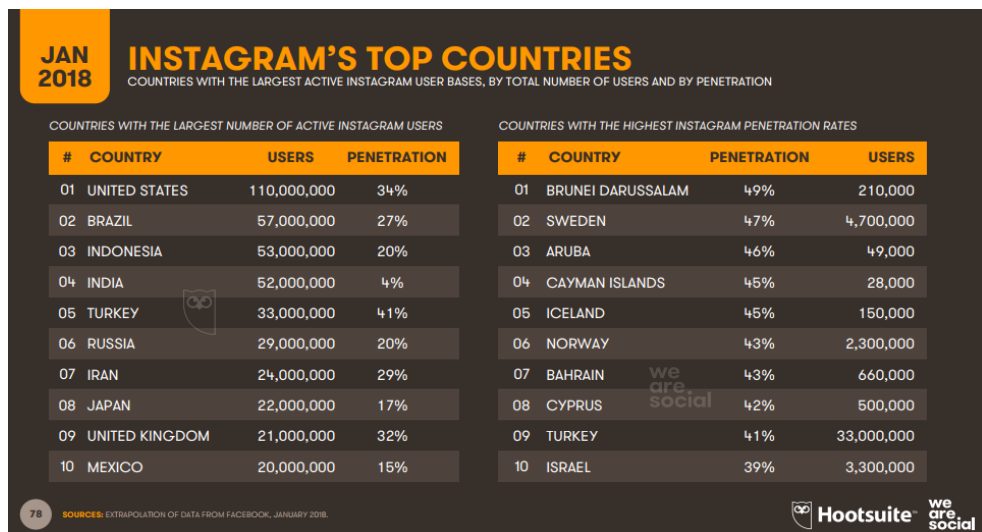 JAN
2018
INSTAGRAM'S TOP COUNTRIES
COUNTRIES WITH THE LARGEST ACTIVE INSTAGRAM USER BASES, BY TOTAL NUMBER OF USERS AND BY PENETRATION
COUNTRIES WITH THE LARGEST NUMBER OF ACTIVE INSTAGRAM USERS
# COUNTRY USERS PENETRATION
01 UNITED STATES 110,000,000 34%
02 BRAZIL 57,000,000 27%
03 INDONESIA 53,000,000 20%
04 INDIA 52,000,000 4%
05 TURKEY 33,000,000 41%
06 RUSSIA 29,000,000 20%
07 IRAN 24,000,000 29%
08 JAPAN 22,000,000 17%
09 UNITED KINGDOM 21,000,000 32%
10 MEXICO 20,000,000 15%
COUNTRIES WITH THE HIGHEST INSTAGRAM PENETRATION RATES
# COUNTRY PENETRATION USERS
01 BRUNEI DARUSSALAM 49% 210,000
02 SWEDEN 47% 4,700,000
03 ARUBA 46% 49,000
04 CAYMAN ISLANDS 45% 28,000
05 ICELAND 45% 150,000
06 NORWAY 43% 2,300,000
07 BAHRAIN 43% 660,000
08 CYPRUS 42% 500,000
09 TURKEY 41% 33,000,000
10 ISRAEL 39% 3,300,000
we
are
social
78 SOURCES: EXTRAPOLATION OF DATA FROM FACEBOOK, JANUARY 2018.
Hootsuite™
we
are
social